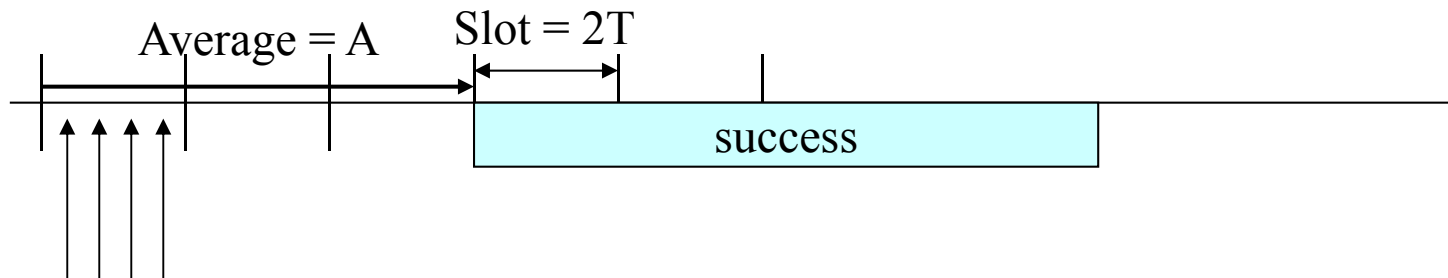 Average = A
Slot = 2T
success